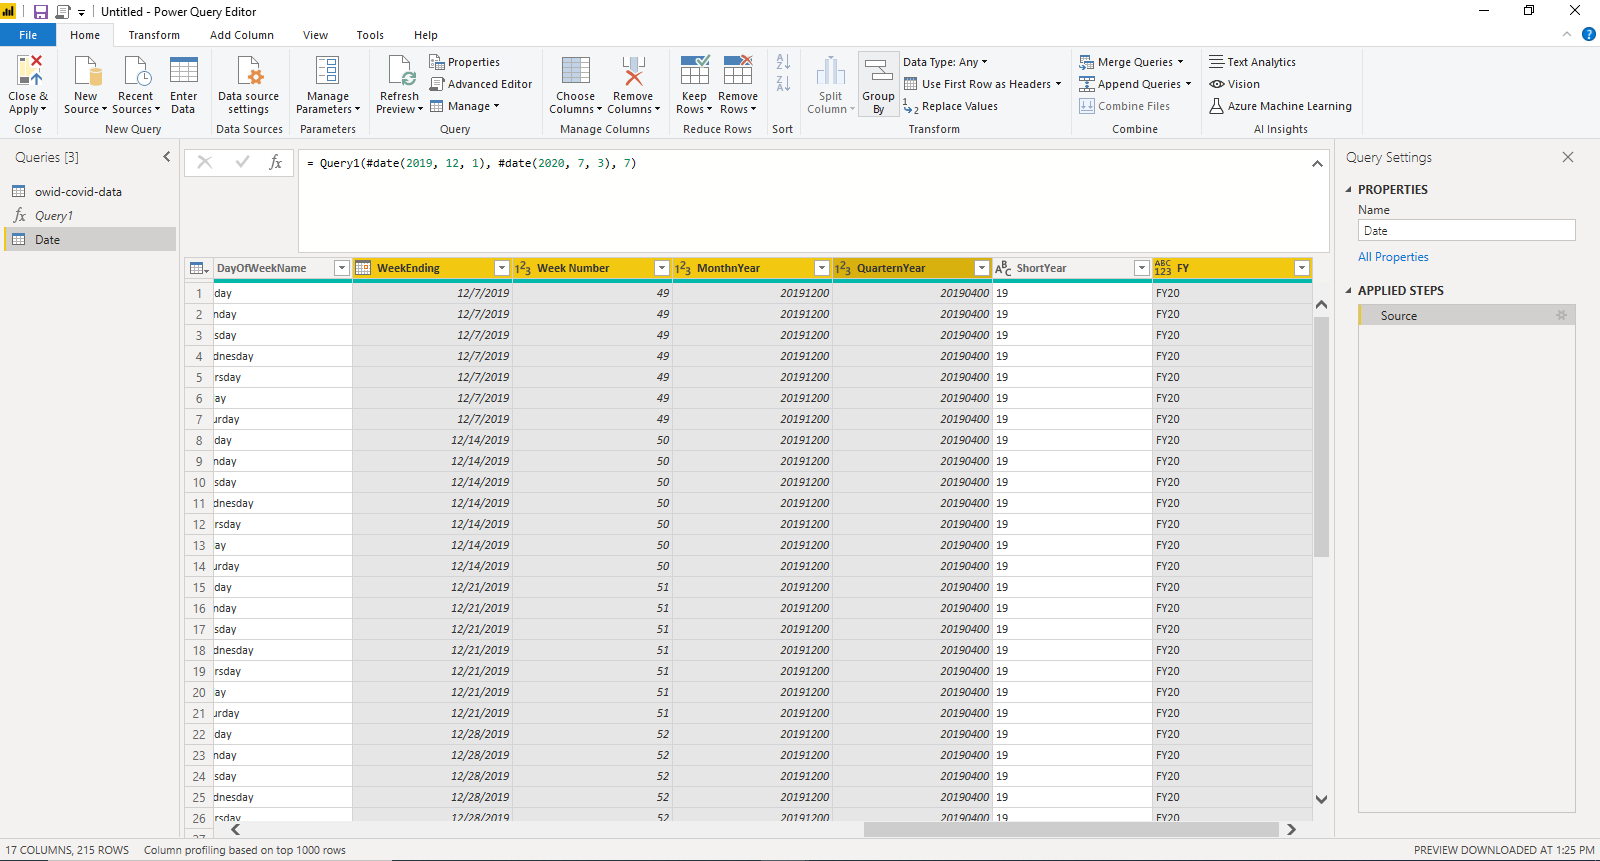 Untitled - Power Query Editor
File Home Transform Add Column View Tools Help
Close & Apply
Close
New Source
Recent Sources
Enter Data
New Query
Data source settings
Data Sources
Manage Parameters
Parameters
Refresh Preview
Properties
Advanced Editor
Manage
Query
Choose Columns
Remove Columns
Manage Columns
Keep Rows
Remove Rows
Reduce Rows
Sort
Split Column
Group By
Data Type: Any
Use First Row as Headers
Replace Values
Transform
Merge Queries
Append Queries
Combine Files
Combine
Text Analytics
Vision
Azure Machine Learning
AI Insights
Queries [3]
owid-covid-data
Query1
Date
fx = Query1(#date(2019, 12, 1), #date(2020, 7, 3), 7)
DayOfWeekName WeekEnding Week Number MonthnYear QuarternYear ShortYear FY
1 day 12/7/2019 49 20191200 20190400 19 FY20
2 nday 12/7/2019 49 20191200 20190400 19 FY20
3 sday 12/7/2019 49 20191200 20190400 19 FY20
4 dnesday 12/7/2019 49 20191200 20190400 19 FY20
5 rsday 12/7/2019 49 20191200 20190400 19 FY20
6 ay 12/7/2019 49 20191200 20190400 19 FY20
7 urday 12/7/2019 49 20191200 20190400 19 FY20
8 day 12/14/2019 50 20191200 20190400 19 FY20
9 nday 12/14/2019 50 20191200 20190400 19 FY20
10 sday 12/14/2019 50 20191200 20190400 19 FY20
11 dnesday 12/14/2019 50 20191200 20190400 19 FY20
12 rsday 12/14/2019 50 20191200 20190400 19 FY20
13 ay 12/14/2019 50 20191200 20190400 19 FY20
14 urday 12/14/2019 50 20191200 20190400 19 FY20
15 day 12/21/2019 51 20191200 20190400 19 FY20
16 nday 12/21/2019 51 20191200 20190400 19 FY20
17 sday 12/21/2019 51 20191200 20190400 19 FY20
18 dnesday 12/21/2019 51 20191200 20190400 19 FY20
19 rsday 12/21/2019 51 20191200 20190400 19 FY20
20 ay 12/21/2019 51 20191200 20190400 19 FY20
21 urday 12/21/2019 51 20191200 20190400 19 FY20
22 day 12/28/2019 52 20191200 20190400 19 FY20
23 nday 12/28/2019 52 20191200 20190400 19 FY20
24 sday 12/28/2019 52 20191200 20190400 19 FY20
25 dnesday 12/28/2019 52 20191200 20190400 19 FY20
26 rsday 12/28/2019 52 20191200 20190400 19 FY20
Query Settings
PROPERTIES
Name
Date
All Properties
APPLIED STEPS
Source
17 COLUMNS, 215 ROWS Column profiling based on top 1000 rows PREVIEW DOWNLOADED AT 1:25 PM